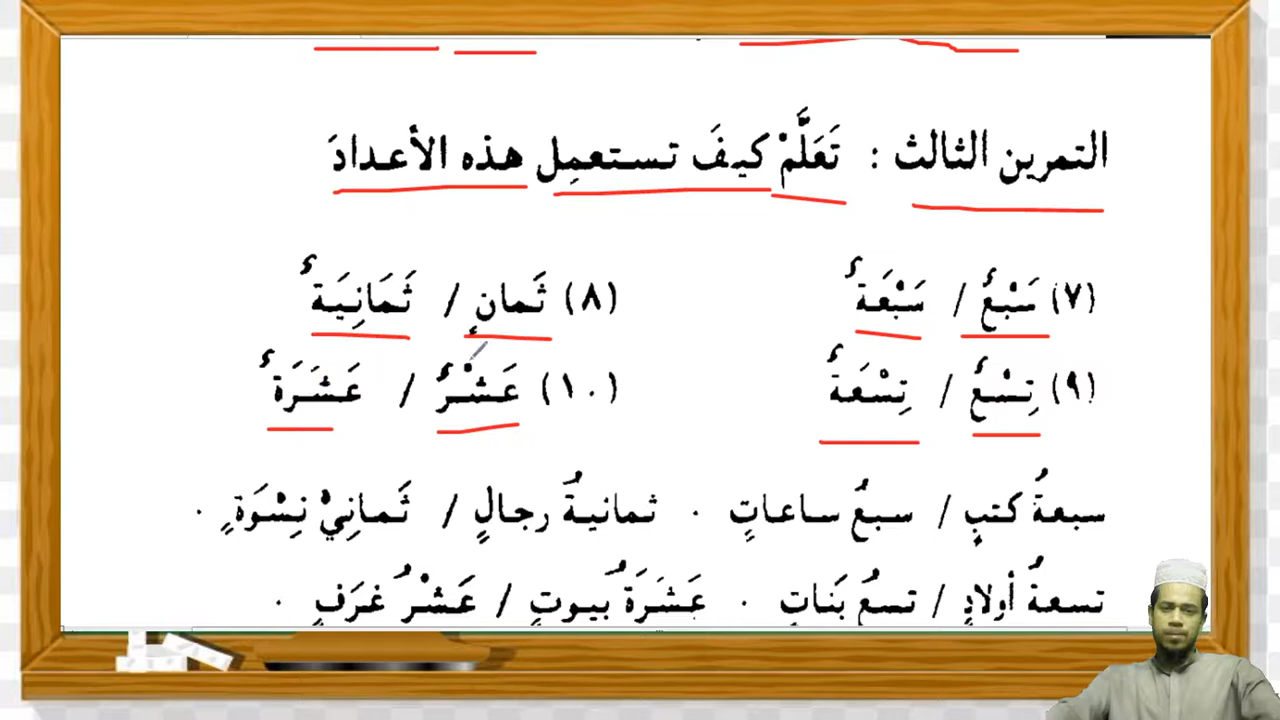 التمرين الثالث : تَعَلَّمْ كيفَ تستعمِل هذه الأعدادَ
(٧) سَبْعٌ / سَبْعَةٌ (٨) ثَمانٍ / ثَمَانِيَةٌ
(٩) تِسْعٌ / تِسْعَةٌ (١٠) عَشْرٌ / عَشَرَةٌ
سبعةُ كتبٍ / سبعُ ساعاتٍ . ثمانيةُ رجالٍ / ثَمانِيْ نِسْوَةٍ .
تسعةُ أولادٍ / تسعُ بَناتٍ . عَشَرَةُ بيوتٍ / عَشْرُ غرَفٍ .